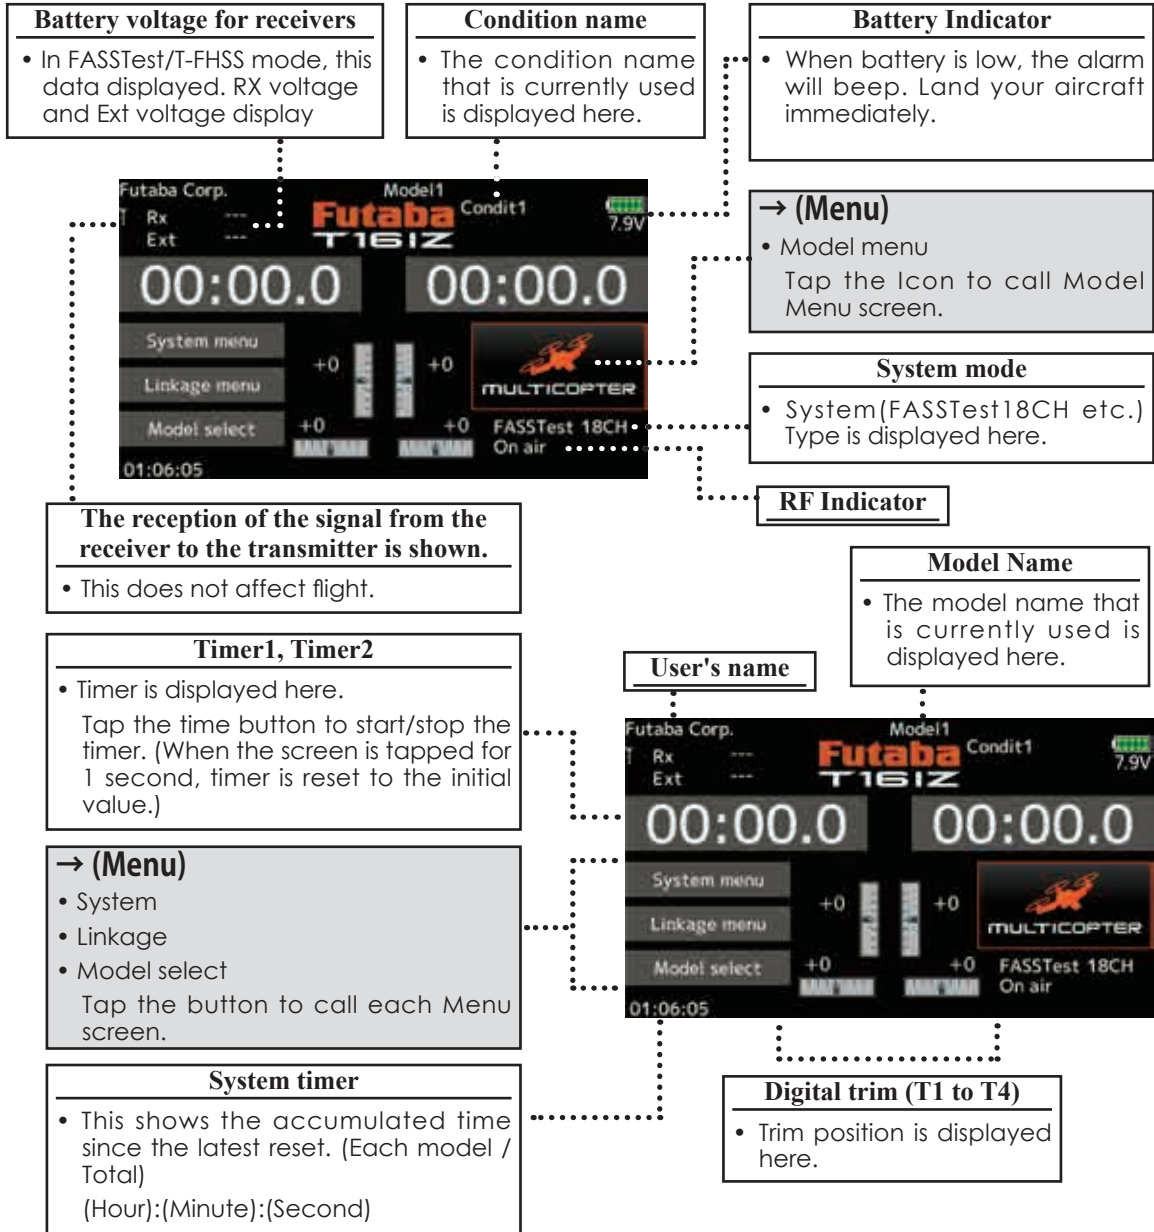 Battery voltage for receivers
• In FASSTest/T-FHSS mode, this
data displayed. RX voltage
and Ext voltage display
Condition name
• The condition name
that is currently used
is displayed here.
Battery Indicator
• When battery is low, the alarm
will beep. Land your aircraft
immediately.
Futaba Corp.
Model1
Rx ---
Ext ---
Futaba
T16IZ
Condit1
7.9V
00:00.0
00:00.0
System menu
Linkage menu
Model select
+0
+0
+0
+0
MULTICOPTER
FASSTest 18CH
On air
01:06:05
→ (Menu)
• Model menu
Tap the Icon to call Model
Menu screen.
System mode
• System(FASSTest18CH etc.)
Type is displayed here.
RF Indicator
The reception of the signal from the
receiver to the transmitter is shown.
• This does not affect flight.
Model Name
• The model name that
is currently used is
displayed here.
Timer1, Timer2
• Timer is displayed here.
Tap the time button to start/stop the
timer. (When the screen is tapped for
1 second, timer is reset to the initial
value.)
User's name
Futaba Corp.
Model1
Rx ---
Ext ---
Futaba
T16IZ
Condit1
7.9V
00:00.0
00:00.0
System menu
Linkage menu
Model select
+0
+0
+0
+0
MULTICOPTER
FASSTest 18CH
On air
01:06:05
→ (Menu)
• System
• Linkage
• Model select
Tap the button to call each Menu
screen.
System timer
• This shows the accumulated time
since the latest reset. (Each model /
Total)
(Hour):(Minute):(Second)
Digital trim (T1 to T4)
• Trim position is displayed
here.